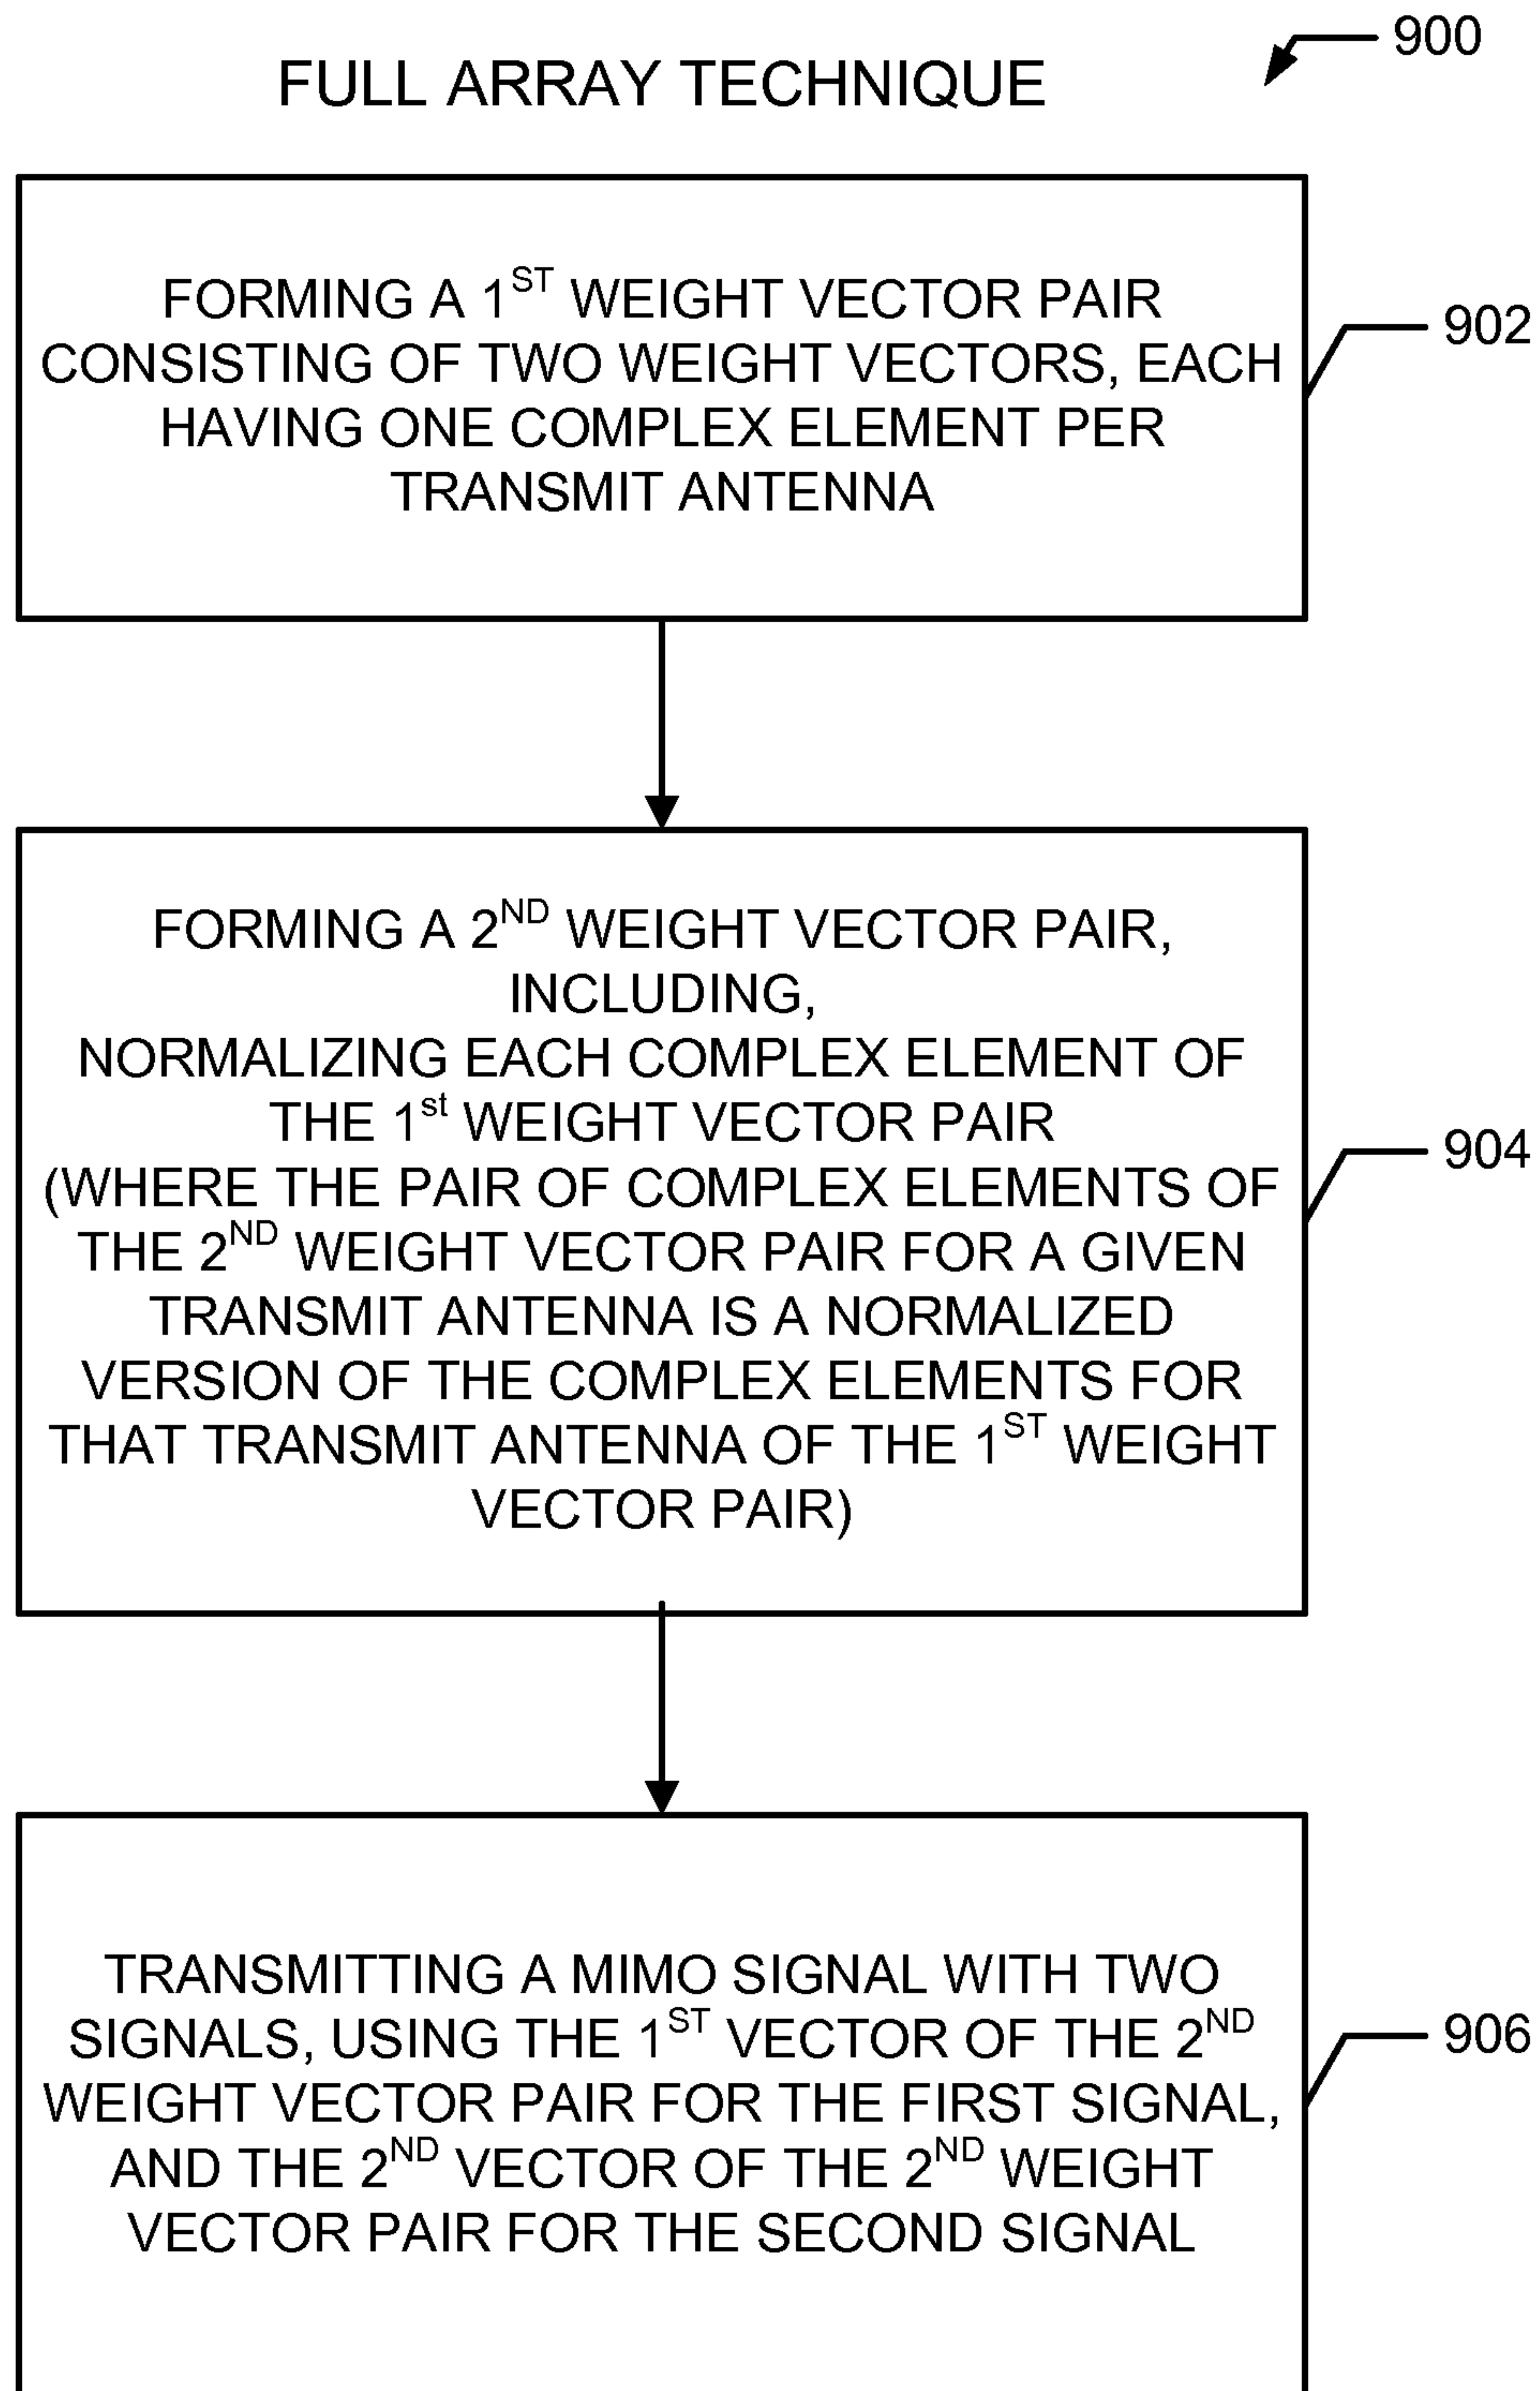 900
FULL ARRAY TECHNIQUE
FORMING A 1ST WEIGHT VECTOR PAIR
CONSISTING OF TWO WEIGHT VECTORS, EACH
HAVING ONE COMPLEX ELEMENT PER
TRANSMIT ANTENNA
902
FORMING A 2ND WEIGHT VECTOR PAIR,
INCLUDING,
NORMALIZING EACH COMPLEX ELEMENT OF
THE 1st WEIGHT VECTOR PAIR
(WHERE THE PAIR OF COMPLEX ELEMENTS OF
THE 2ND WEIGHT VECTOR PAIR FOR A GIVEN
TRANSMIT ANTENNA IS A NORMALIZED
VERSION OF THE COMPLEX ELEMENTS FOR
THAT TRANSMIT ANTENNA OF THE 1ST WEIGHT
VECTOR PAIR)
904
TRANSMITTING A MIMO SIGNAL WITH TWO
SIGNALS, USING THE 1ST VECTOR OF THE 2ND
WEIGHT VECTOR PAIR FOR THE FIRST SIGNAL,
AND THE 2ND VECTOR OF THE 2ND WEIGHT
VECTOR PAIR FOR THE SECOND SIGNAL
906